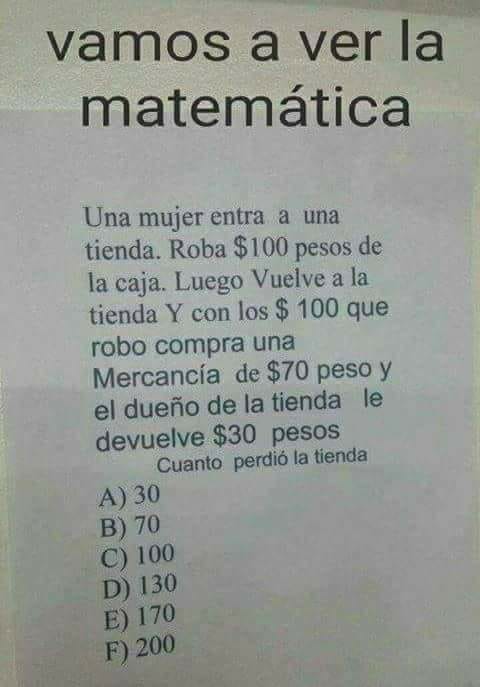 vamos a ver la
matemática
Una mujer entra a una
tienda. Roba $100 pesos de
la caja. Luego Vuelve a la
tienda Y con los $ 100 que
robo compra una
Mercancía de $70 peso y
el dueño de la tienda le
devuelve $30 pesos
Cuanto perdió la tienda
A) 30
B) 70
C) 100
D) 130
E) 170
F) 200